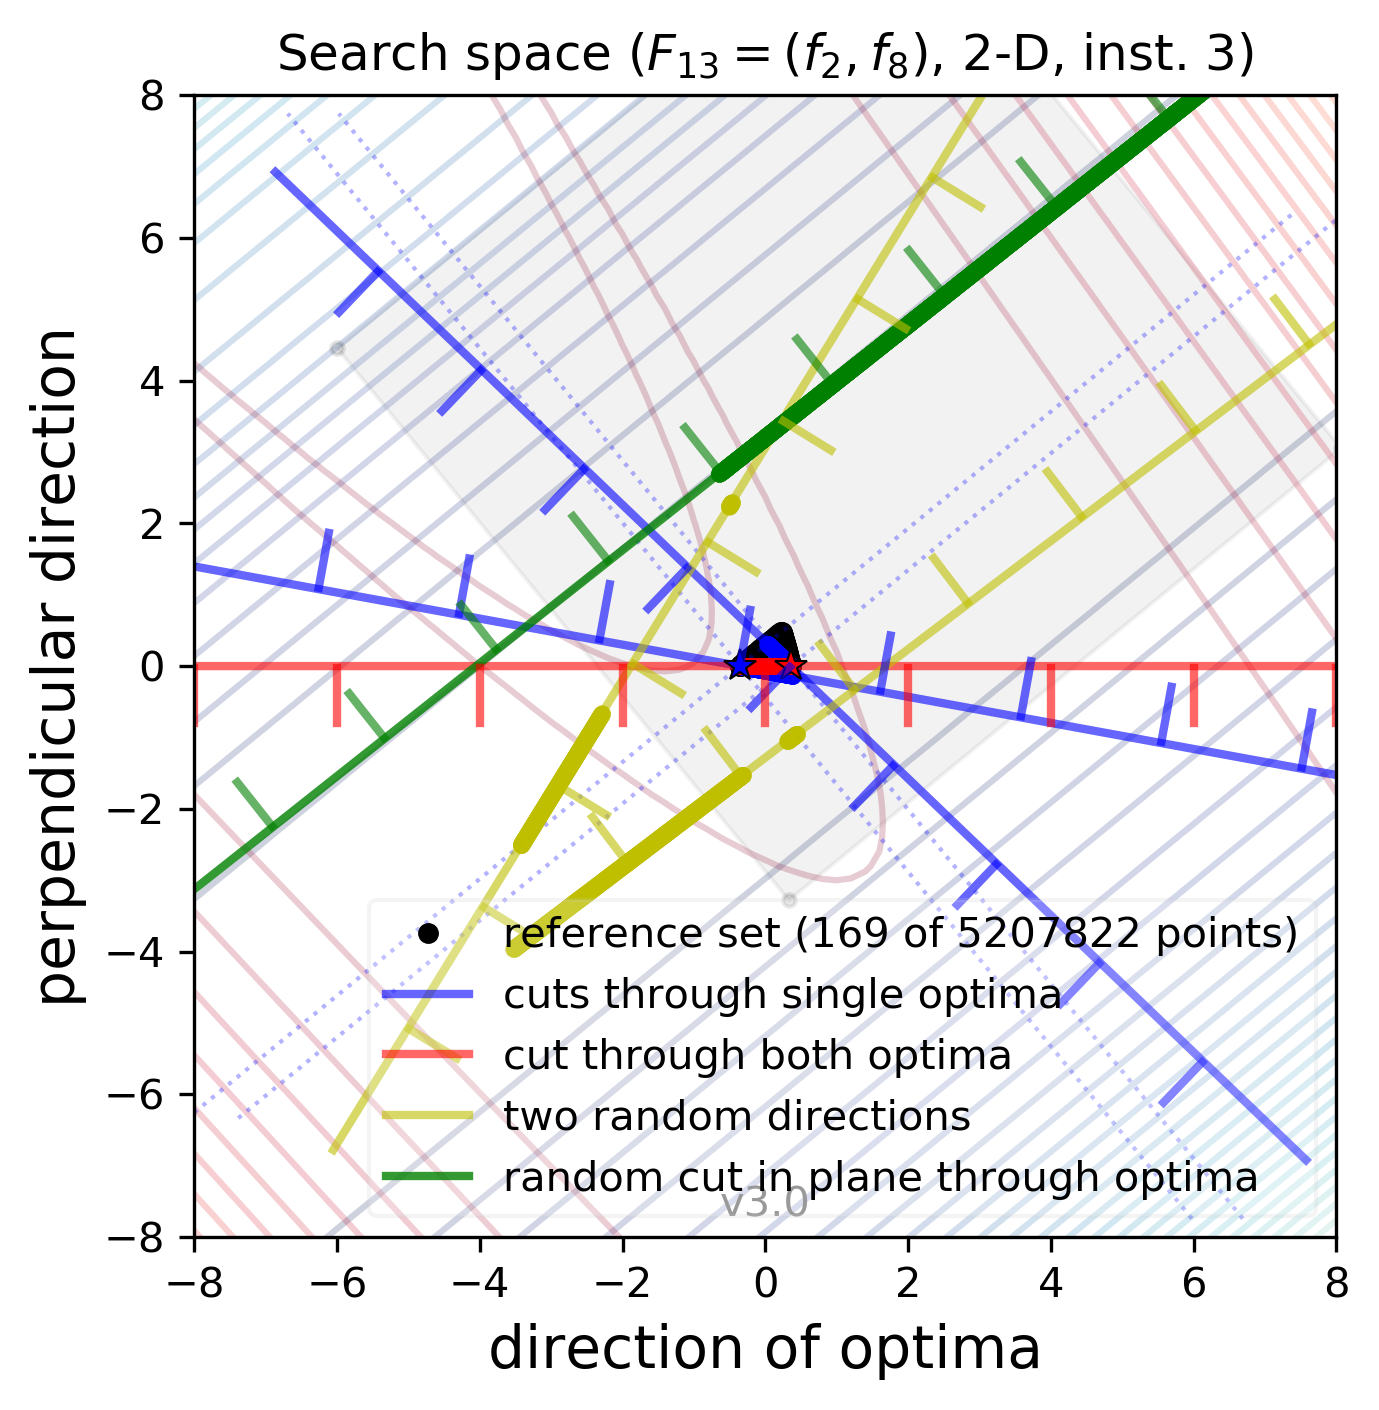 Search space (F₁₃ = (f₂, f₈), 2-D, inst. 3)
8
6
4
2
0
−2
−4
−6
−8
perpendicular direction
reference set (169 of 5207822 points)
cuts through single optima
cut through both optima
two random directions
random cut in plane through optima
v3.0
−8 −6 −4 −2 0 2 4 6 8
direction of optima